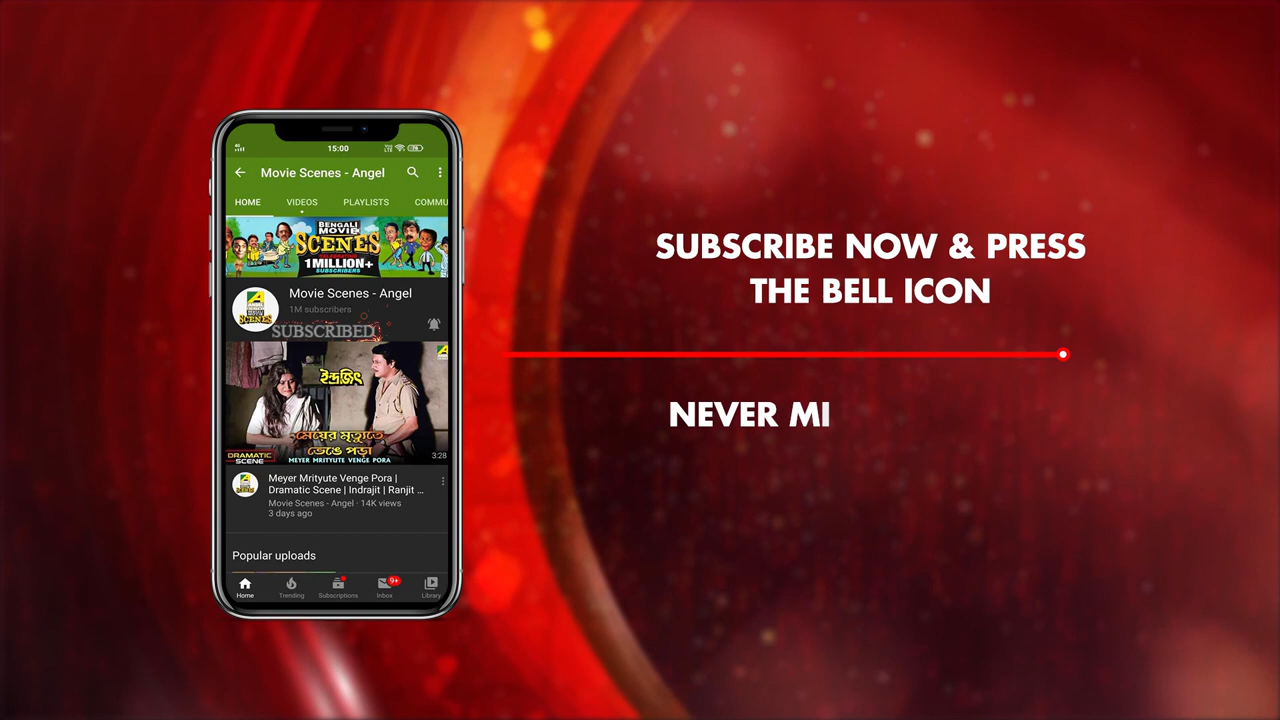 15:00
Movie Scenes - Angel
HOME VIDEOS PLAYLISTS COMMU
BENGALI
MOVIE
SCENES
CELEBRATING
1MILLION+
SUBSCRIBERS
Movie Scenes - Angel
1M subscribers
SUBSCRIBED
ইন্দ্রজিৎ
মেয়ের মৃত্যুতে
ভেঙে পড়া
DRAMATIC
SCENE
MEYER MRITYUTE VENGE PORA
3:28
Meyer Mrityute Venge Pora |
Dramatic Scene | Indrajit | Ranjit ...
Movie Scenes - Angel · 14K views
3 days ago
Popular uploads
9+
Home Trending Subscriptions Inbox Library
SUBSCRIBE NOW & PRESS
THE BELL ICON
NEVER MI